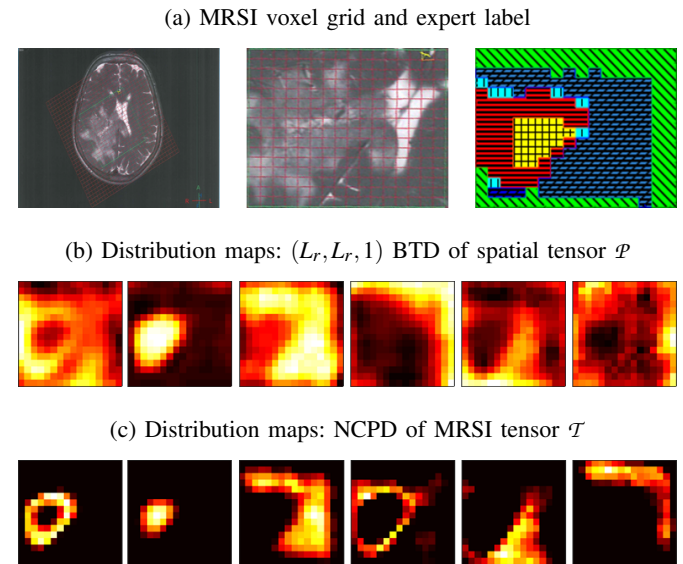 (a) MRSI voxel grid and expert label
(b) Distribution maps: (L_r, L_r, 1) BTD of spatial tensor 𝒫
(c) Distribution maps: NCPD of MRSI tensor 𝒯